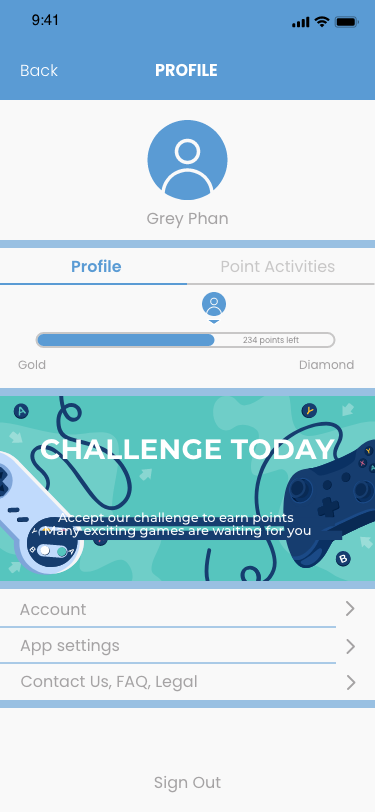 9:41
Back
PROFILE
Grey Phan
Profile
Point Activities
234 points left
Gold
Diamond
A
Y
CHALLENGE TODAY
Y
X
A
Accept our challenge to earn points
Many exciting games are waiting for you
B
A
B
Account
App settings
Contact Us, FAQ, Legal
Sign Out